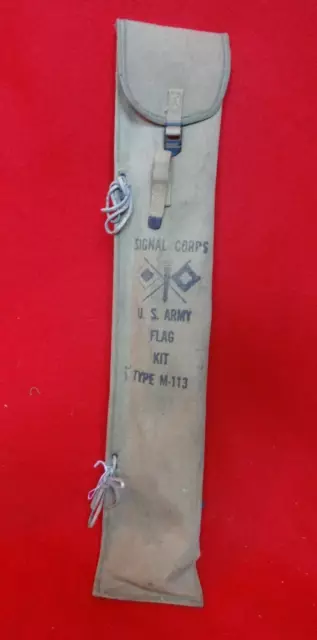 SIGNAL CORPS
U. S. ARMY
FLAG
KIT
TYPE M-113